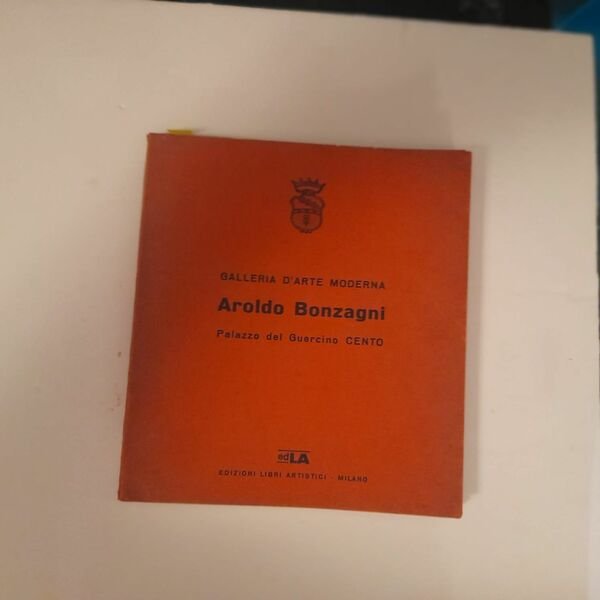 GALLERIA D'ARTE MODERNA
Aroldo Bonzagni
Palazzo del Guercino CENTO
edLA
EDIZIONI LIBRI ARTISTICI - MILANO